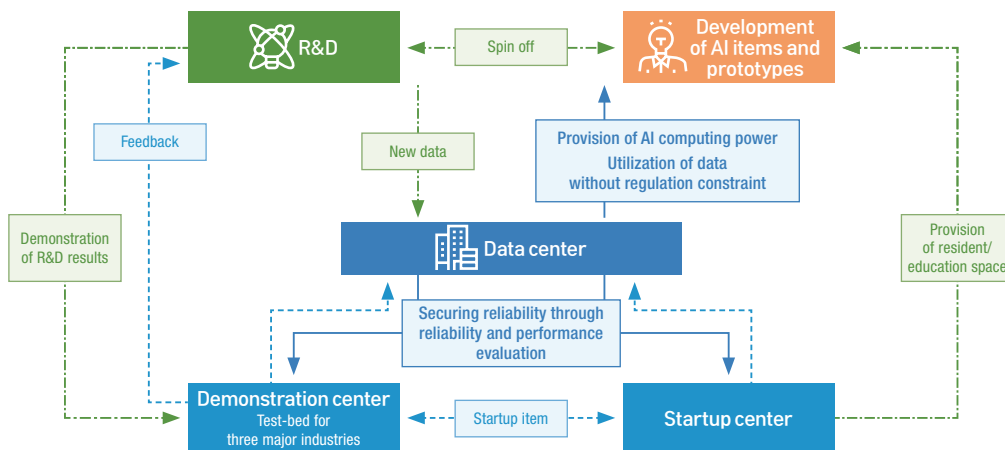 R&D
Spin off
Development
of AI items and
prototypes
Feedback
New data
Provision of AI computing power
Utilization of data
without regulation constraint
Demonstration
of R&D results
Data center
Provision
of resident/
education space
Securing reliability through
reliability and performance
evaluation
Demonstration center
Test-bed for
three major industries
Startup item
Startup center